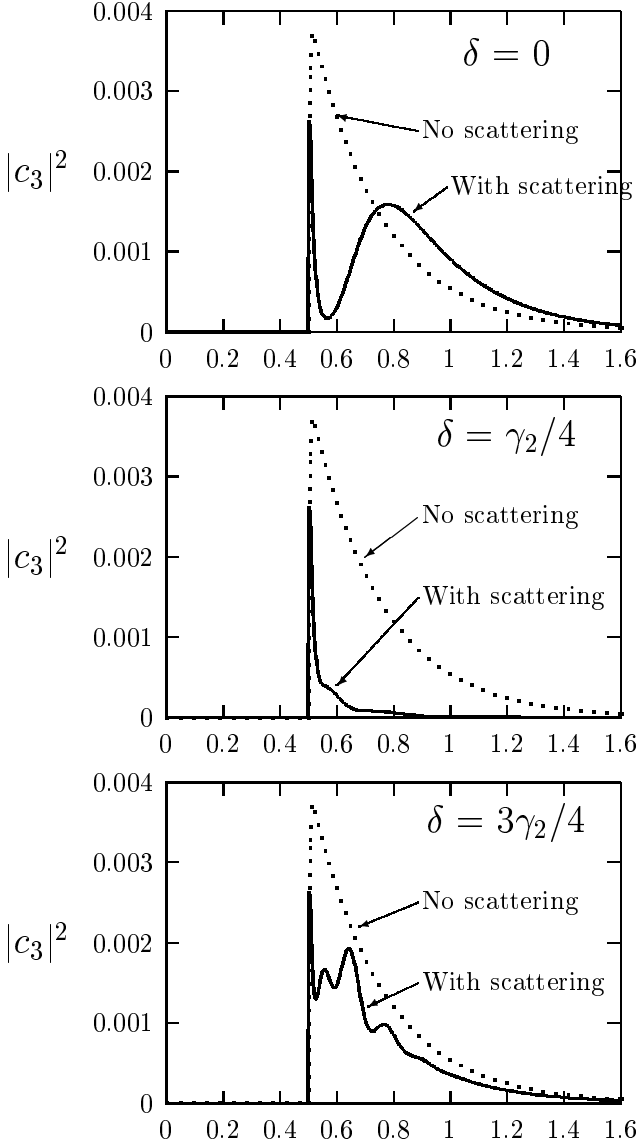 0.004
δ = 0
0.003
No scattering
|c₃|²
0.002
With scattering
0.001
0
0 0.2 0.4 0.6 0.8 1 1.2 1.4 1.6
0.004
δ = γ₂/4
0.003
No scattering
|c₃|²
0.002
With scattering
0.001
0
0 0.2 0.4 0.6 0.8 1 1.2 1.4 1.6
0.004
δ = 3γ₂/4
0.003
No scattering
|c₃|²
0.002
With scattering
0.001
0
0 0.2 0.4 0.6 0.8 1 1.2 1.4 1.6